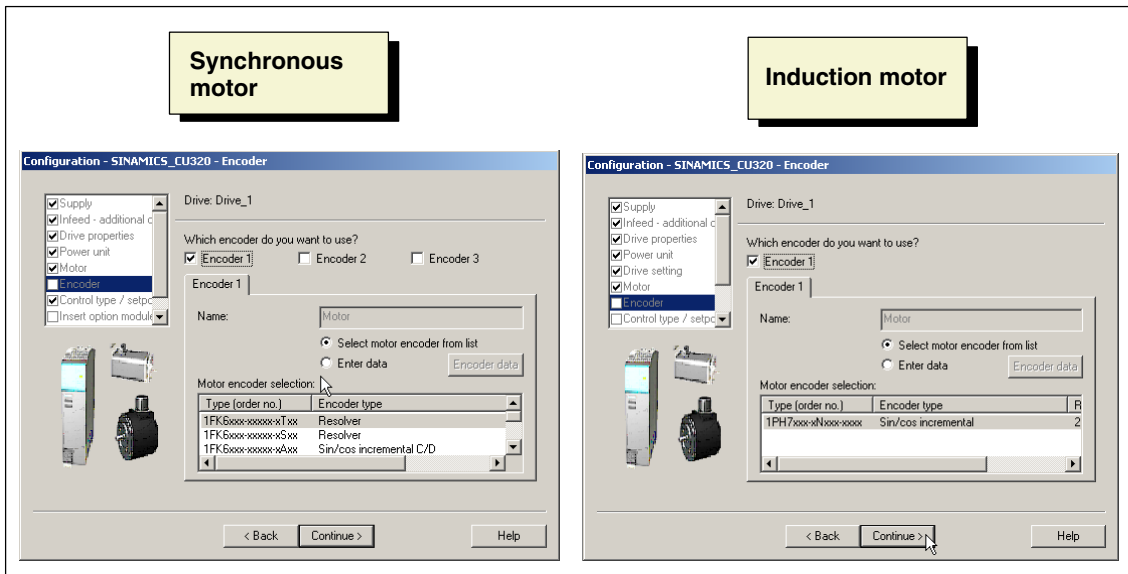 Synchronous
motor
Configuration - SINAMICS_CU320 - Encoder
Supply
Infeed - additional c
Drive properties
Power unit
Motor
Encoder
Control type / setpc
Insert option module
Drive: Drive_1
Which encoder do you want to use?
Encoder 1 Encoder 2 Encoder 3
Encoder 1
Name: Motor
Select motor encoder from list
Enter data Encoder data
Motor encoder selection:
Type (order no.) Encoder type
1FK6xxx-xxxxx-xTxx Resolver
1FK6xxx-xxxxx-xSxx Resolver
1FK6xxx-xxxxx-xAxx Sin/cos incremental C/D
< Back Continue > Help
Induction motor
Configuration - SINAMICS_CU320 - Encoder
Supply
Infeed - additional c
Drive properties
Power unit
Drive setting
Motor
Encoder
Control type / setpc
Drive: Drive_1
Which encoder do you want to use?
Encoder 1
Encoder 1
Name: Motor
Select motor encoder from list
Enter data Encoder data
Motor encoder selection:
Type (order no.) Encoder type R
1PH7xxx-xNxxx-xxxx Sin/cos incremental 2
< Back Continue > Help